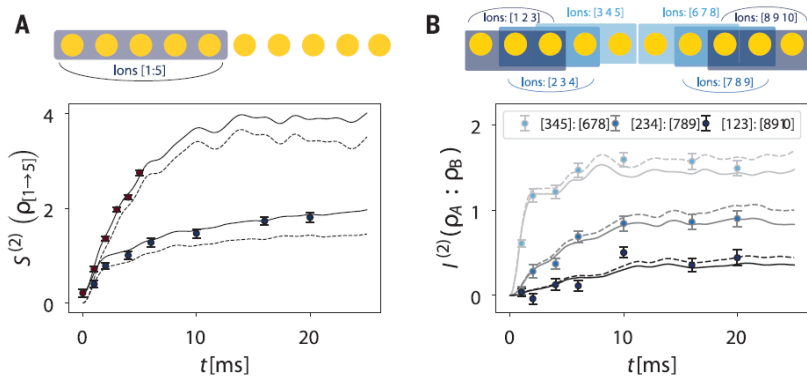 A
Ions [1:5]
S(2) (ρ[1→5])
4
2
0
0
10
20
t[ms]
B
Ions: [1 2 3]
Ions: [3 4 5]
Ions: [6 7 8]
Ions: [8 9 10]
Ions: [2 3 4]
Ions: [7 8 9]
[345]: [678]
[234]: [789]
[123]: [8910]
I(2)(ρA : ρB)
2
1
0
0
10
20
t[ms]